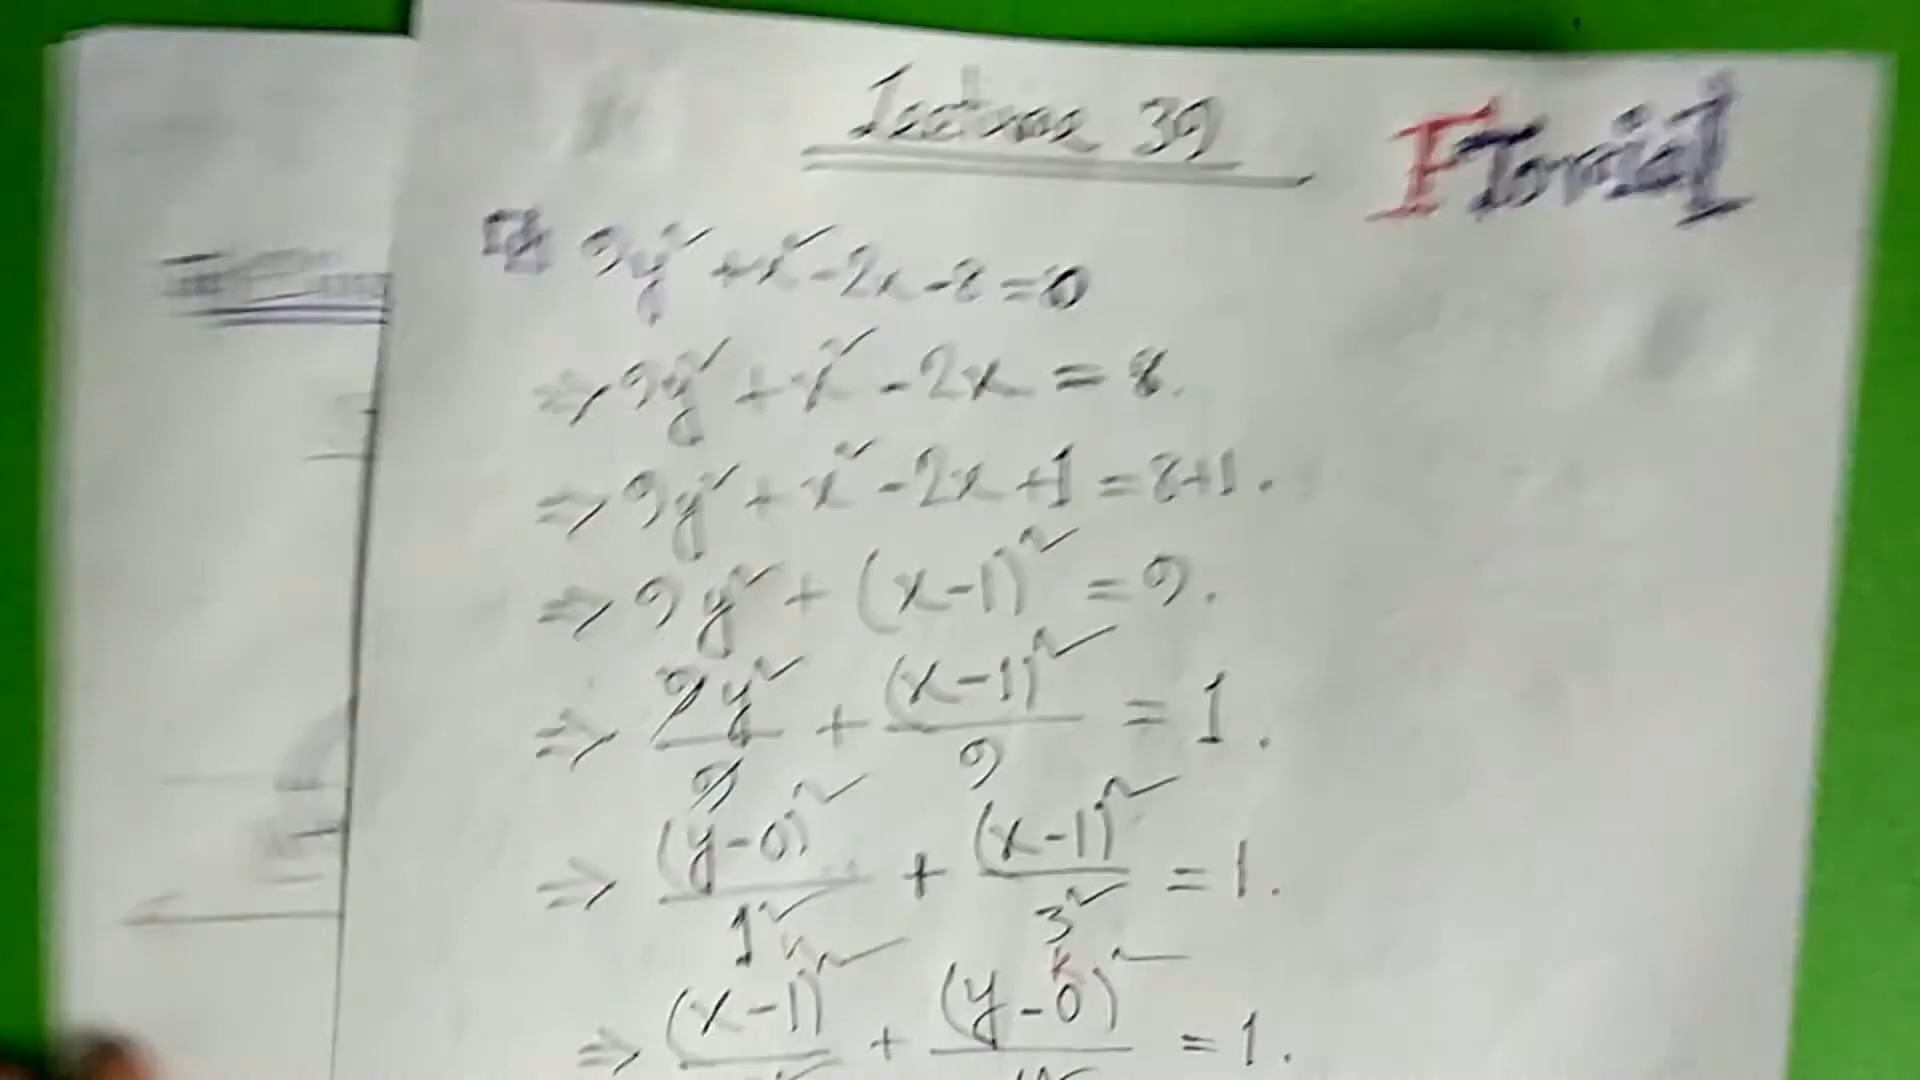 Lecture 39
FTorial
9y² + x² - 2x - 8 = 0
⇒ 9y² + x² - 2x = 8.
⇒ 9y² + x² - 2x + 1 = 8+1.
⇒ 9y² + (x-1)² = 9.
⇒ 9y²/9 + (x-1)²/9 = 1.
⇒ (y-0)²/1² + (x-1)²/3² = 1.
h k
⇒ (x-1)² + (y-0)² = 1.